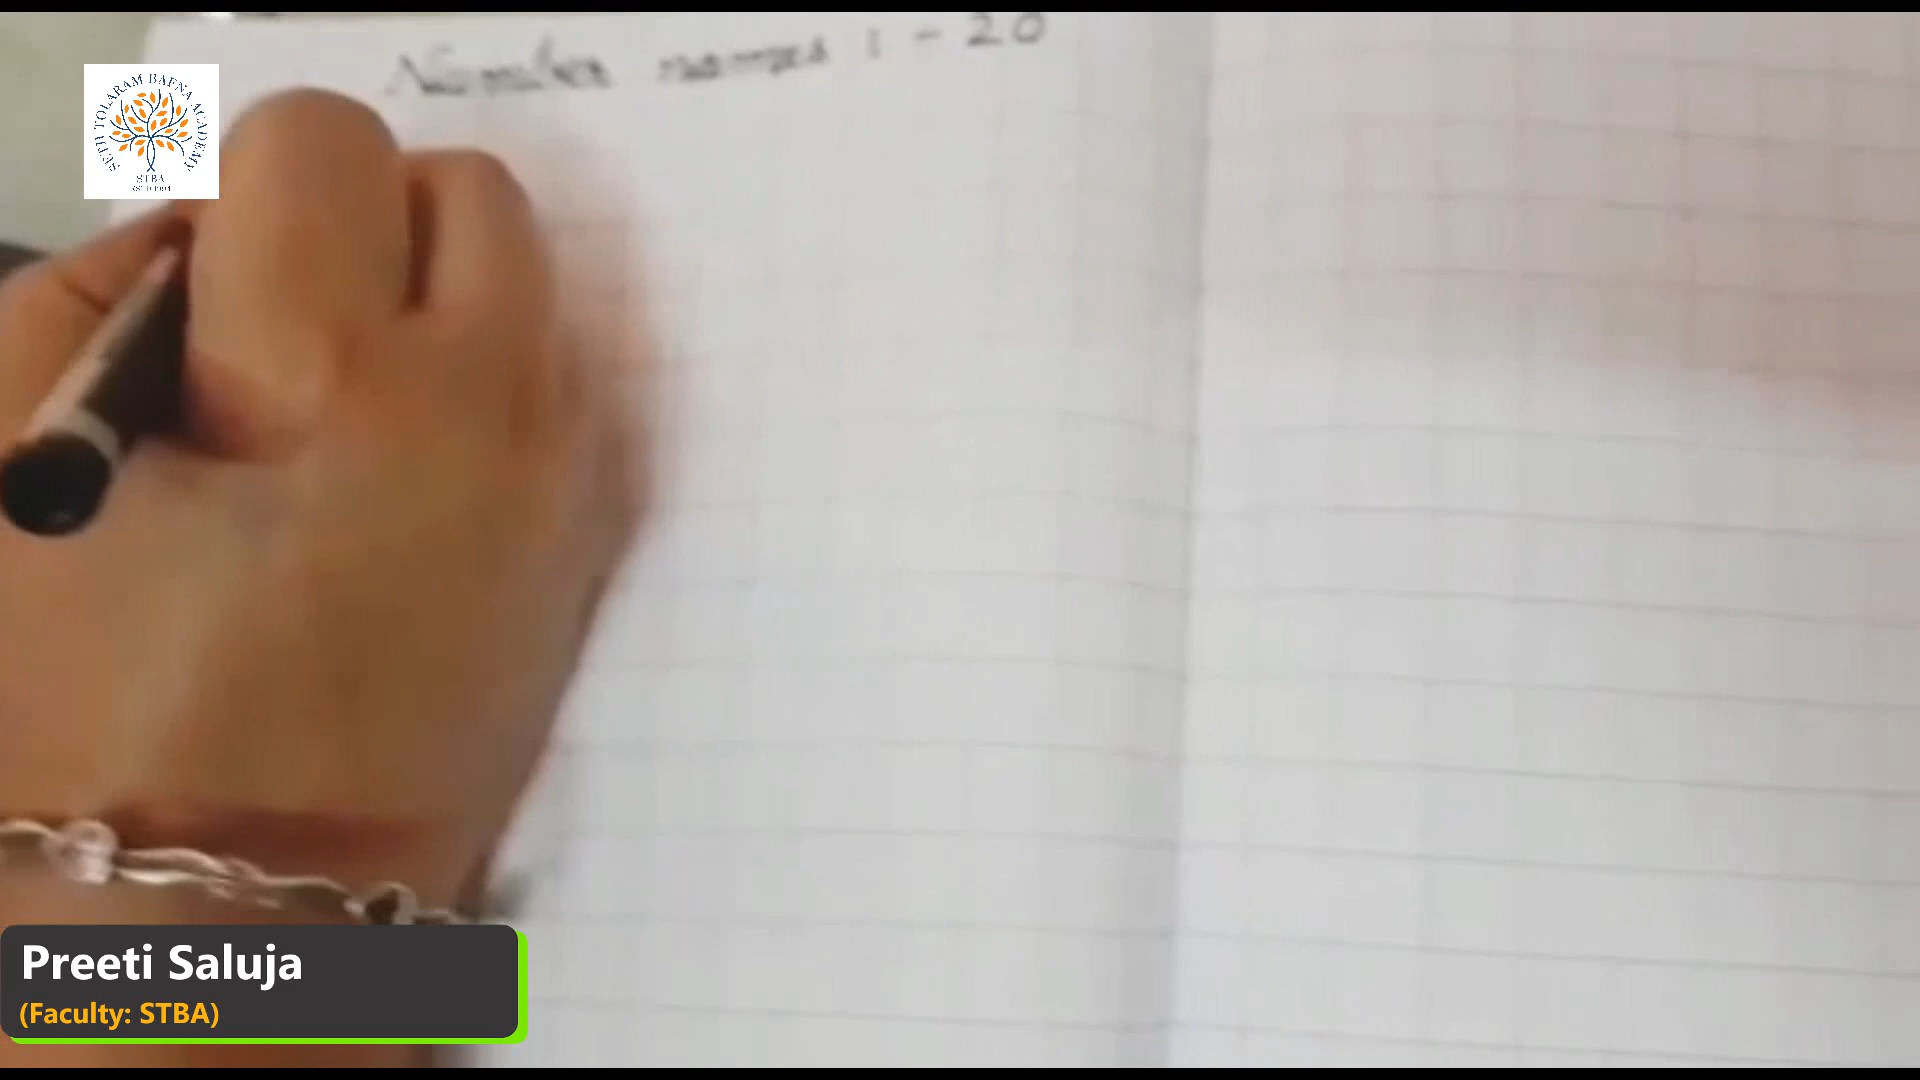 Number names 1 - 20
SETH TOLARAM BAFNA ACADEMY
STBA
Preeti Saluja
(Faculty: STBA)